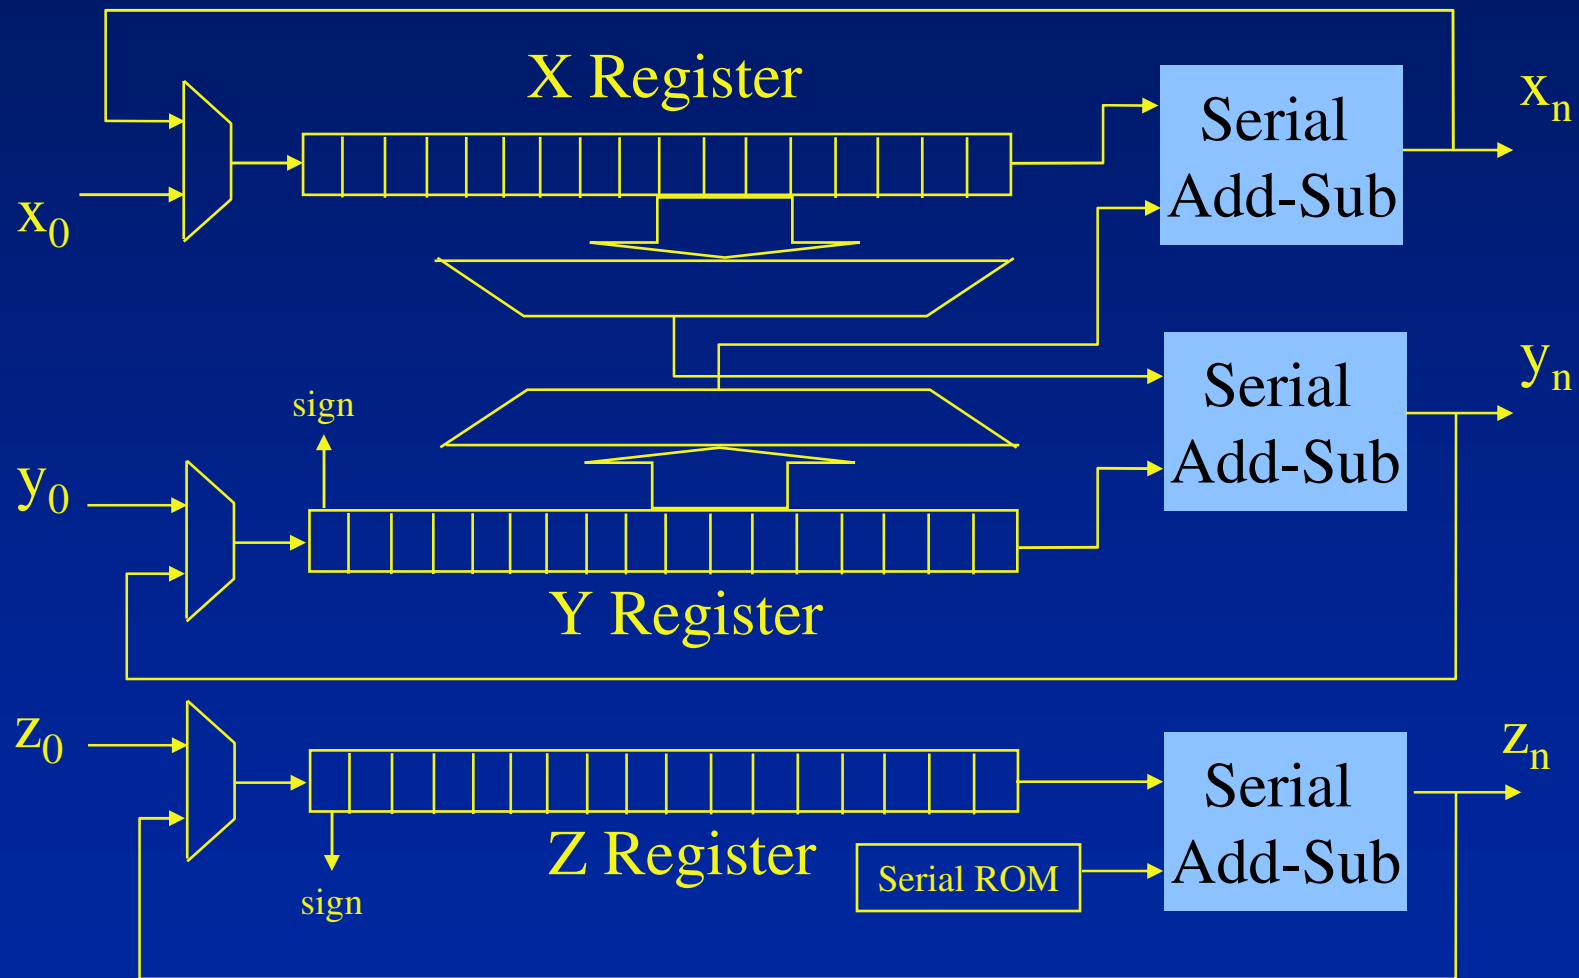 X Register
Serial
Add-Sub
xₙ
x₀
sign
Serial
Add-Sub
yₙ
y₀
Y Register
z₀
Serial
Add-Sub
zₙ
Z Register
Serial ROM
sign